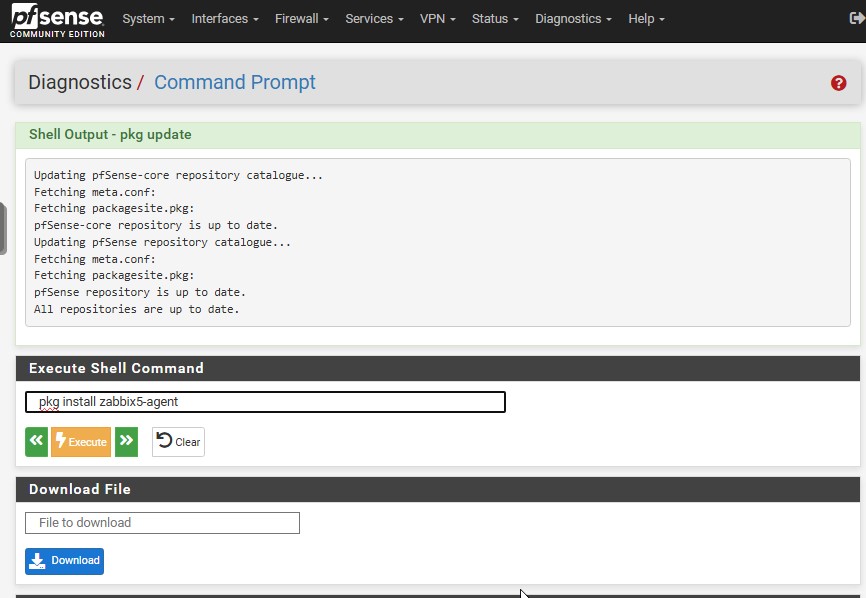 pfsense
COMMUNITY EDITION
System Interfaces Firewall Services VPN Status Diagnostics Help
Diagnostics / Command Prompt
?
Shell Output - pkg update
Updating pfSense-core repository catalogue...
Fetching meta.conf:
Fetching packagesite.pkg:
pfSense-core repository is up to date.
Updating pfSense repository catalogue...
Fetching meta.conf:
Fetching packagesite.pkg:
pfSense repository is up to date.
All repositories are up to date.
Execute Shell Command
pkg install zabbix5-agent
Execute Clear
Download File
File to download
Download